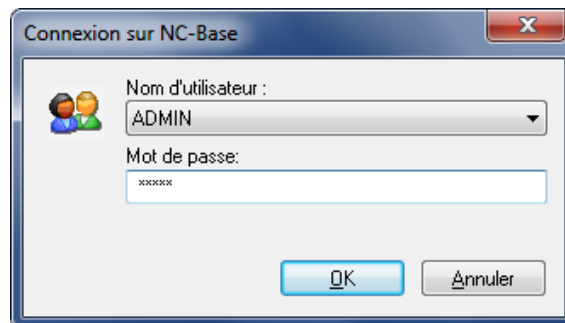 Connexion sur NC-Base
Nom d'utilisateur :
ADMIN
Mot de passe:
*****
OK
Annuler